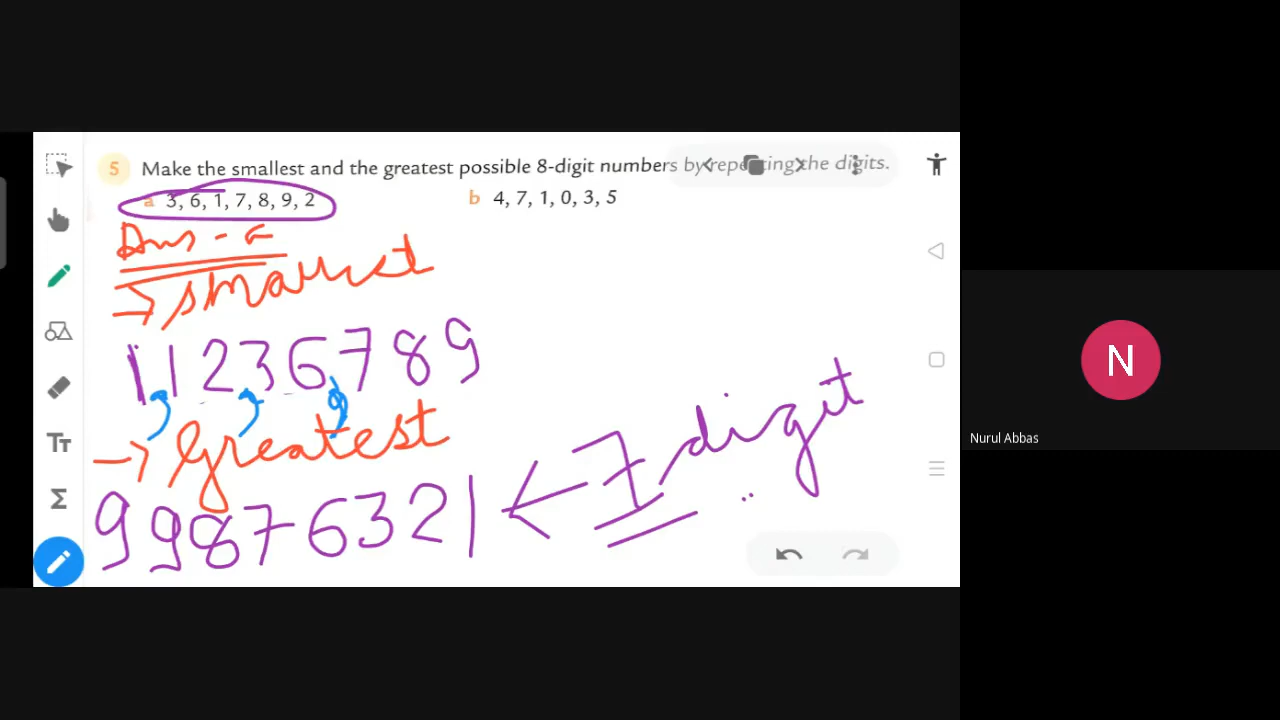 5 Make the smallest and the greatest possible 8-digit numbers by repeating the digits.
a 3, 6, 1, 7, 8, 9, 2 b 4, 7, 1, 0, 3, 5
Ans - a
→ smallest
11236789
→ Greatest
99876321 ← 7 digit
Tт
Σ
N
Nurul Abbas